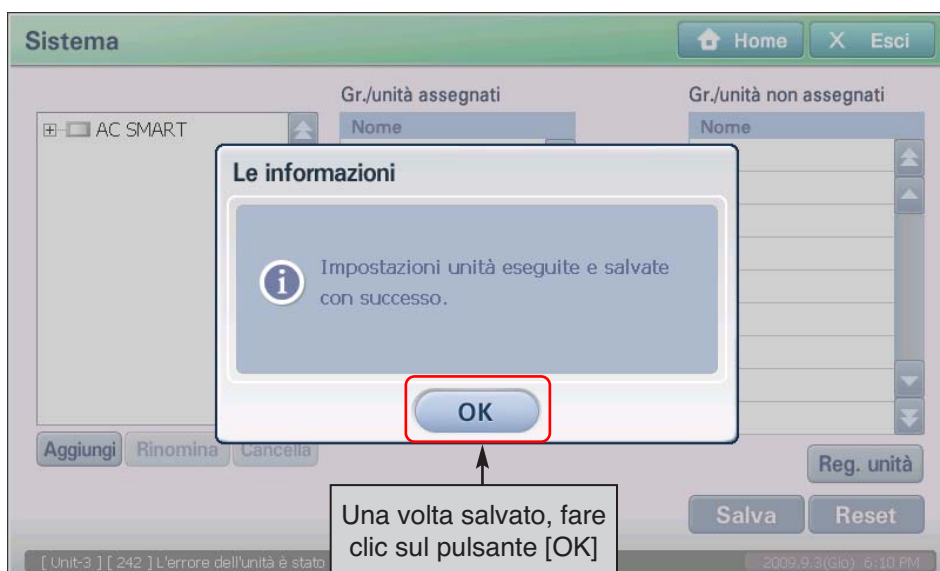 Sistema
Home
X Esci
Gr./unità assegnati
Gr./unità non assegnati
AC SMART
Nome
Nome
Le informazioni
Impostazioni unità eseguite e salvate
con successo.
OK
Aggiungi
Rinomina
Cancella
Reg. unità
Una volta salvato, fare
clic sul pulsante [OK]
Salva
Reset
[ Unit-3 ] [ 242 ] L'errore dell'unità è stato
2009.9.3(Gio) 6:10 PM